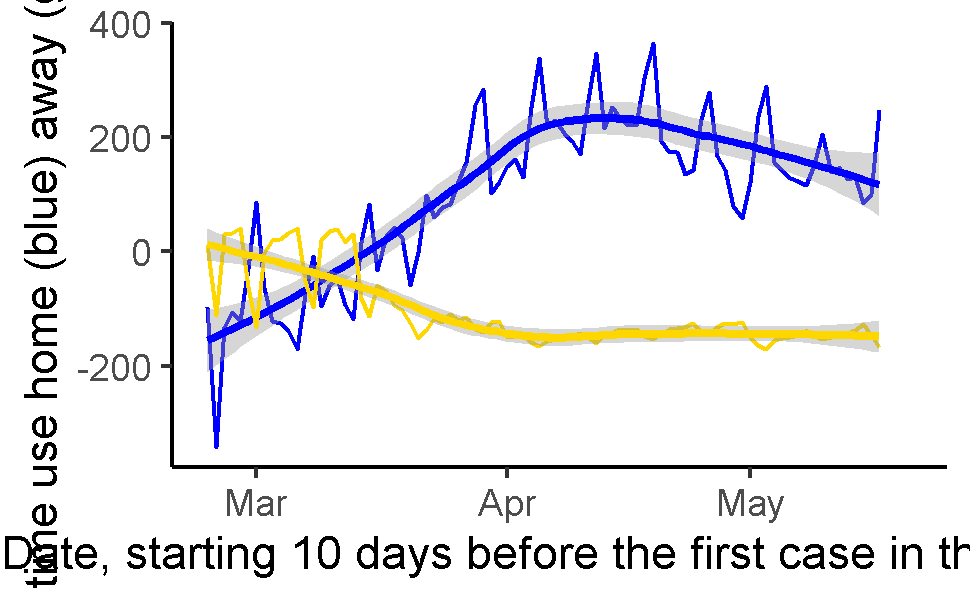 time use home (blue) away (
400
200
0
-200
Mar Apr May
Date, starting 10 days before the first case in th